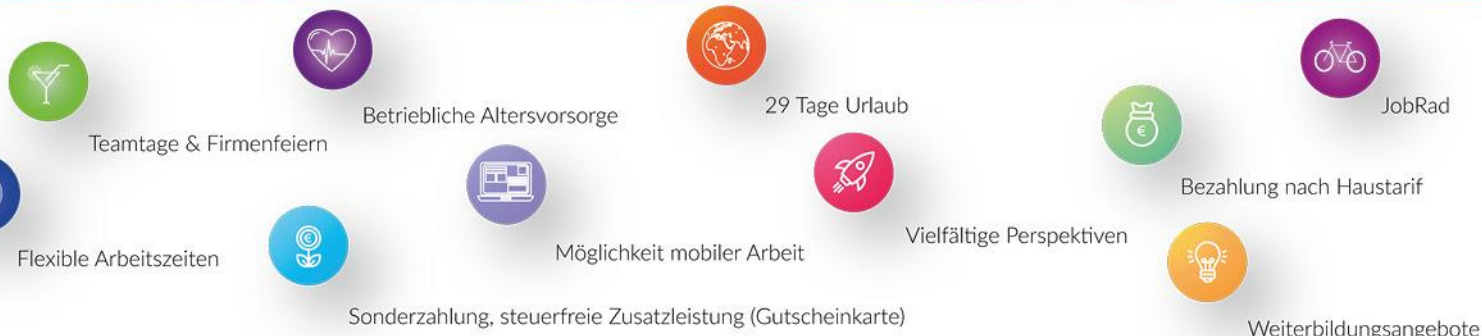 Teamtage & Firmenfeiern
Betriebliche Altersvorsorge
29 Tage Urlaub
JobRad
Bezahlung nach Haustarif
Flexible Arbeitszeiten
Möglichkeit mobiler Arbeit
Vielfältige Perspektiven
Sonderzahlung, steuerfreie Zusatzleistung (Gutscheinkarte)
Weiterbildungsangebote